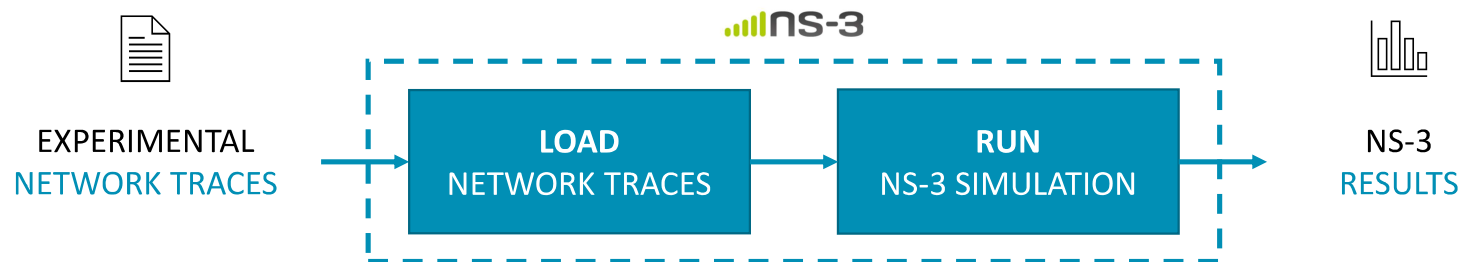 ns-3
EXPERIMENTAL
NETWORK TRACES
LOAD
NETWORK TRACES
RUN
NS-3 SIMULATION
NS-3
RESULTS